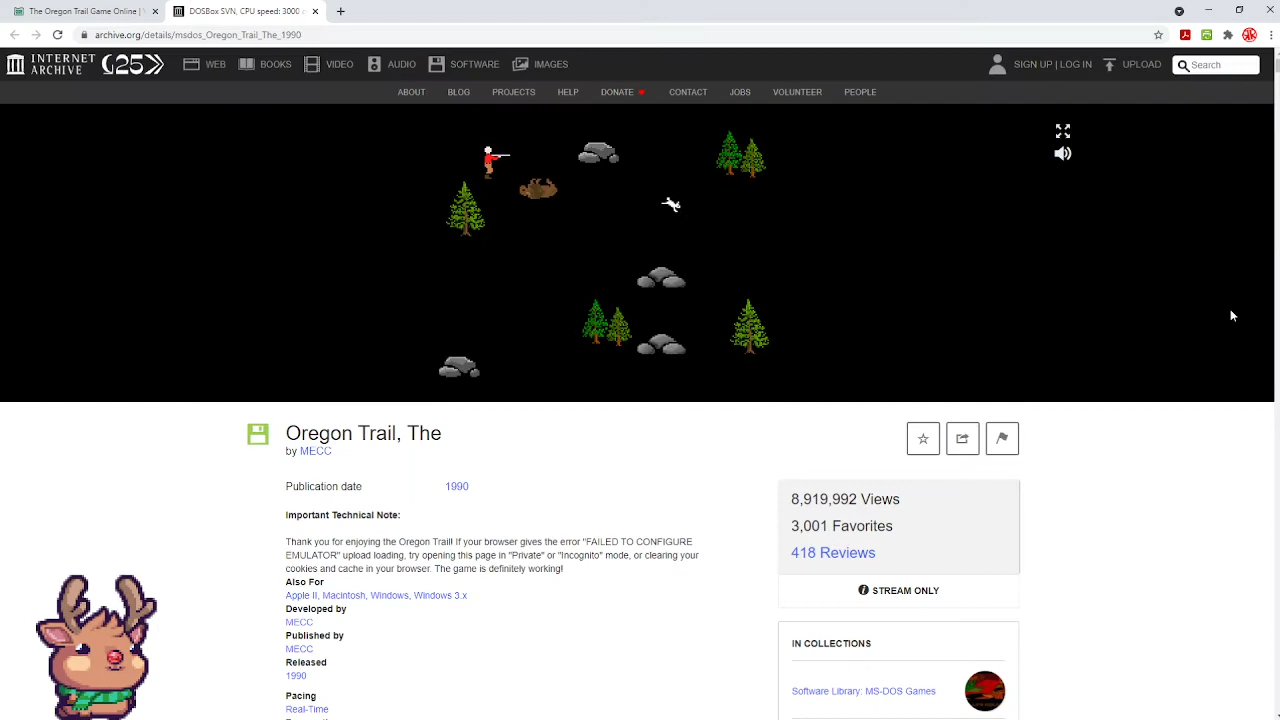 The Oregon Trail Game Online |
DOSBox SVN, CPU speed: 3000
archive.org/details/msdos_Oregon_Trail_The_1990
INTERNET ARCHIVE 25 WEB BOOKS VIDEO AUDIO SOFTWARE IMAGES SIGN UP | LOG IN UPLOAD Search
ABOUT BLOG PROJECTS HELP DONATE CONTACT JOBS VOLUNTEER PEOPLE
Oregon Trail, The
by MECC
Publication date 1990
Important Technical Note:
Thank you for enjoying the Oregon Trail! If your browser gives the error "FAILED TO CONFIGURE
EMULATOR" upload loading, try opening this page in "Private" or "Incognito" mode, or clearing your
cookies and cache in your browser. The game is definitely working!
Also For
Apple II, Macintosh, Windows, Windows 3.x
Developed by
MECC
Published by
MECC
Released
1990
Pacing
Real-Time
8,919,992 Views
3,001 Favorites
418 Reviews
STREAM ONLY
IN COLLECTIONS
Software Library: MS-DOS Games